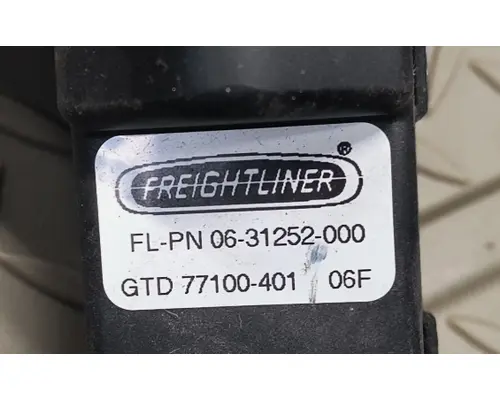 FREIGHTLINER ®
FL-PN 06-31252-000
GTD 77100-401 06F